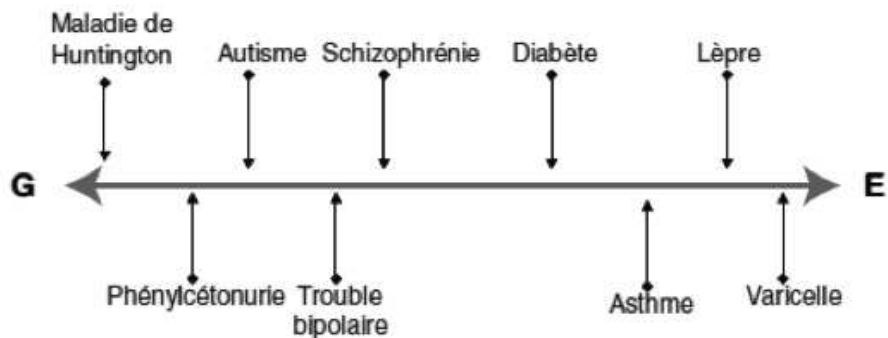 Maladie de
Huntington
Autisme
Schizophrénie
Diabète
Lèpre
G
E
Phénylcétonurie
Trouble
bipolaire
Asthme
Varicelle